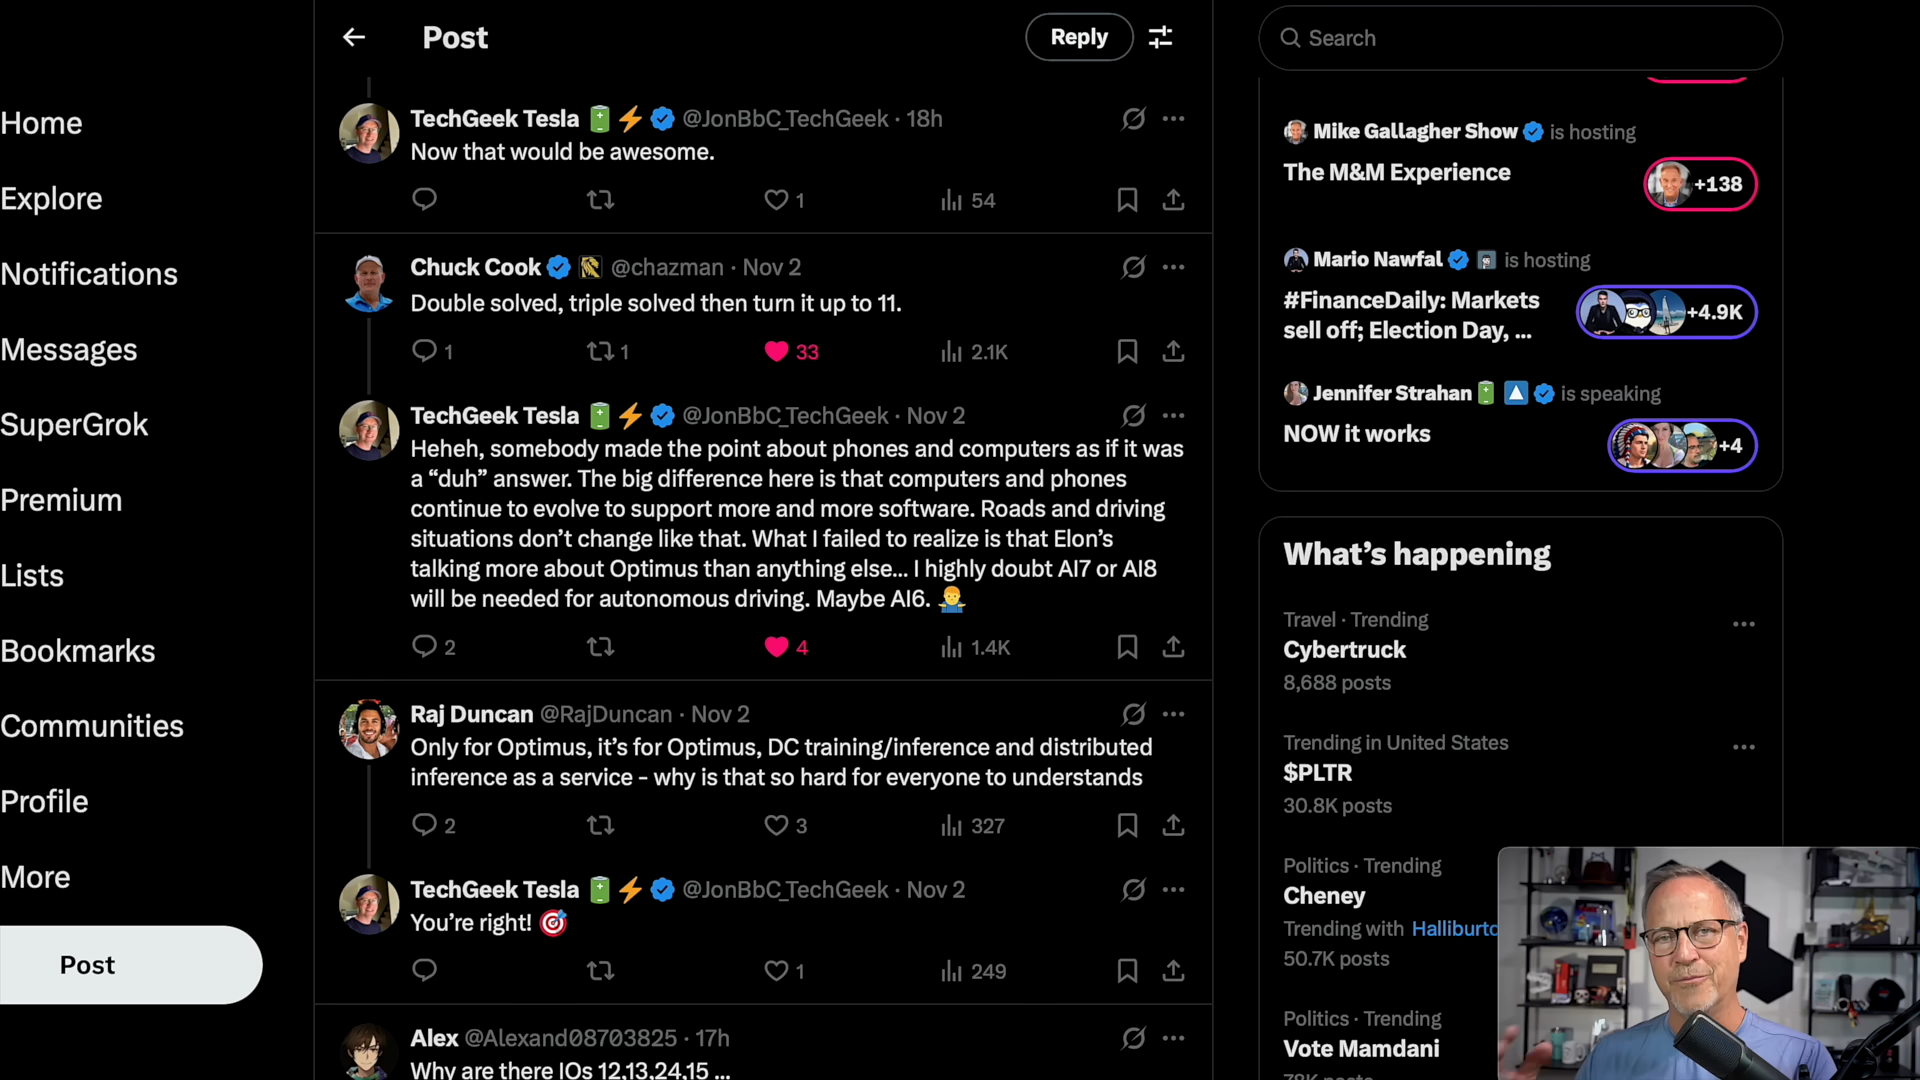 Post
Reply
Search
Home
Explore
Notifications
Messages
SuperGrok
Premium
Lists
Bookmarks
Communities
Profile
More
Post
TechGeek Tesla @JonBbC_TechGeek · 18h
Now that would be awesome.
1
54
Chuck Cook @chazman · Nov 2
Double solved, triple solved then turn it up to 11.
1
1
33
2.1K
TechGeek Tesla @JonBbC_TechGeek · Nov 2
Heheh, somebody made the point about phones and computers as if it was
a “duh” answer. The big difference here is that computers and phones
continue to evolve to support more and more software. Roads and driving
situations don’t change like that. What I failed to realize is that Elon’s
talking more about Optimus than anything else... I highly doubt AI7 or AI8
will be needed for autonomous driving. Maybe AI6.
2
4
1.4K
Raj Duncan @RajDuncan · Nov 2
Only for Optimus, it’s for Optimus, DC training/inference and distributed
inference as a service - why is that so hard for everyone to understands
2
3
327
TechGeek Tesla @JonBbC_TechGeek · Nov 2
You’re right!
1
249
Alex @Alexand08703825 · 17h
Why are there IOs 12,13,24,15 ...
Mike Gallagher Show is hosting
The M&M Experience
+138
Mario Nawfal is hosting
#FinanceDaily: Markets
sell off; Election Day, ...
+4.9K
Jennifer Strahan is speaking
NOW it works
+4
What’s happening
Travel · Trending
Cybertruck
8,688 posts
Trending in United States
$PLTR
30.8K posts
Politics · Trending
Cheney
Trending with Halliburto
50.7K posts
Politics · Trending
Vote Mamdani